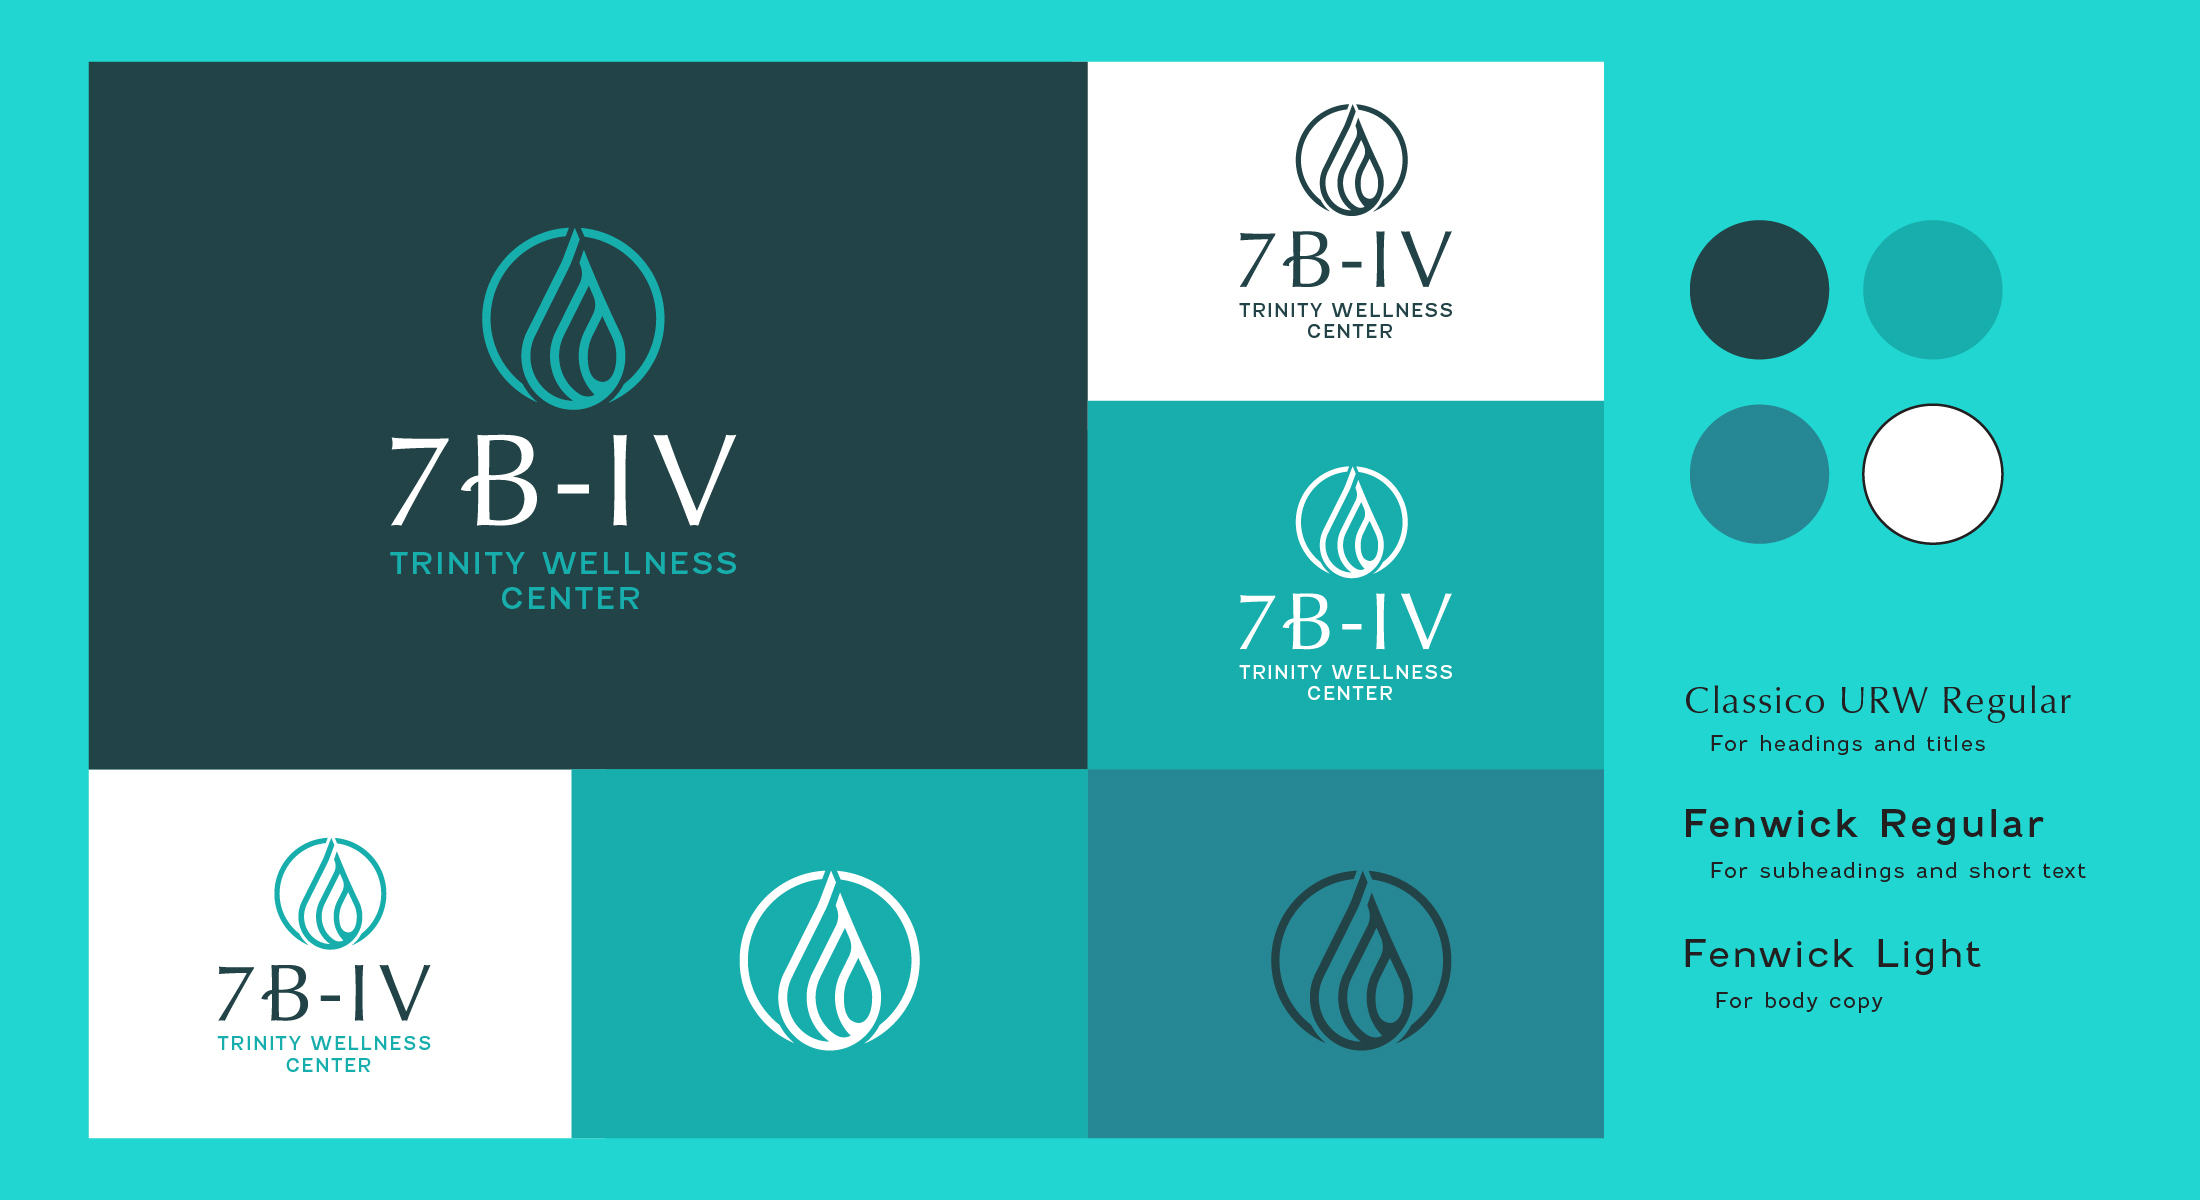 7B-IV
TRINITY WELLNESS
CENTER
7B-IV
TRINITY WELLNESS
CENTER
7B-IV
TRINITY WELLNESS
CENTER
7B-IV
TRINITY WELLNESS
CENTER
Classico URW Regular
For headings and titles
Fenwick Regular
For subheadings and short text
Fenwick Light
For body copy